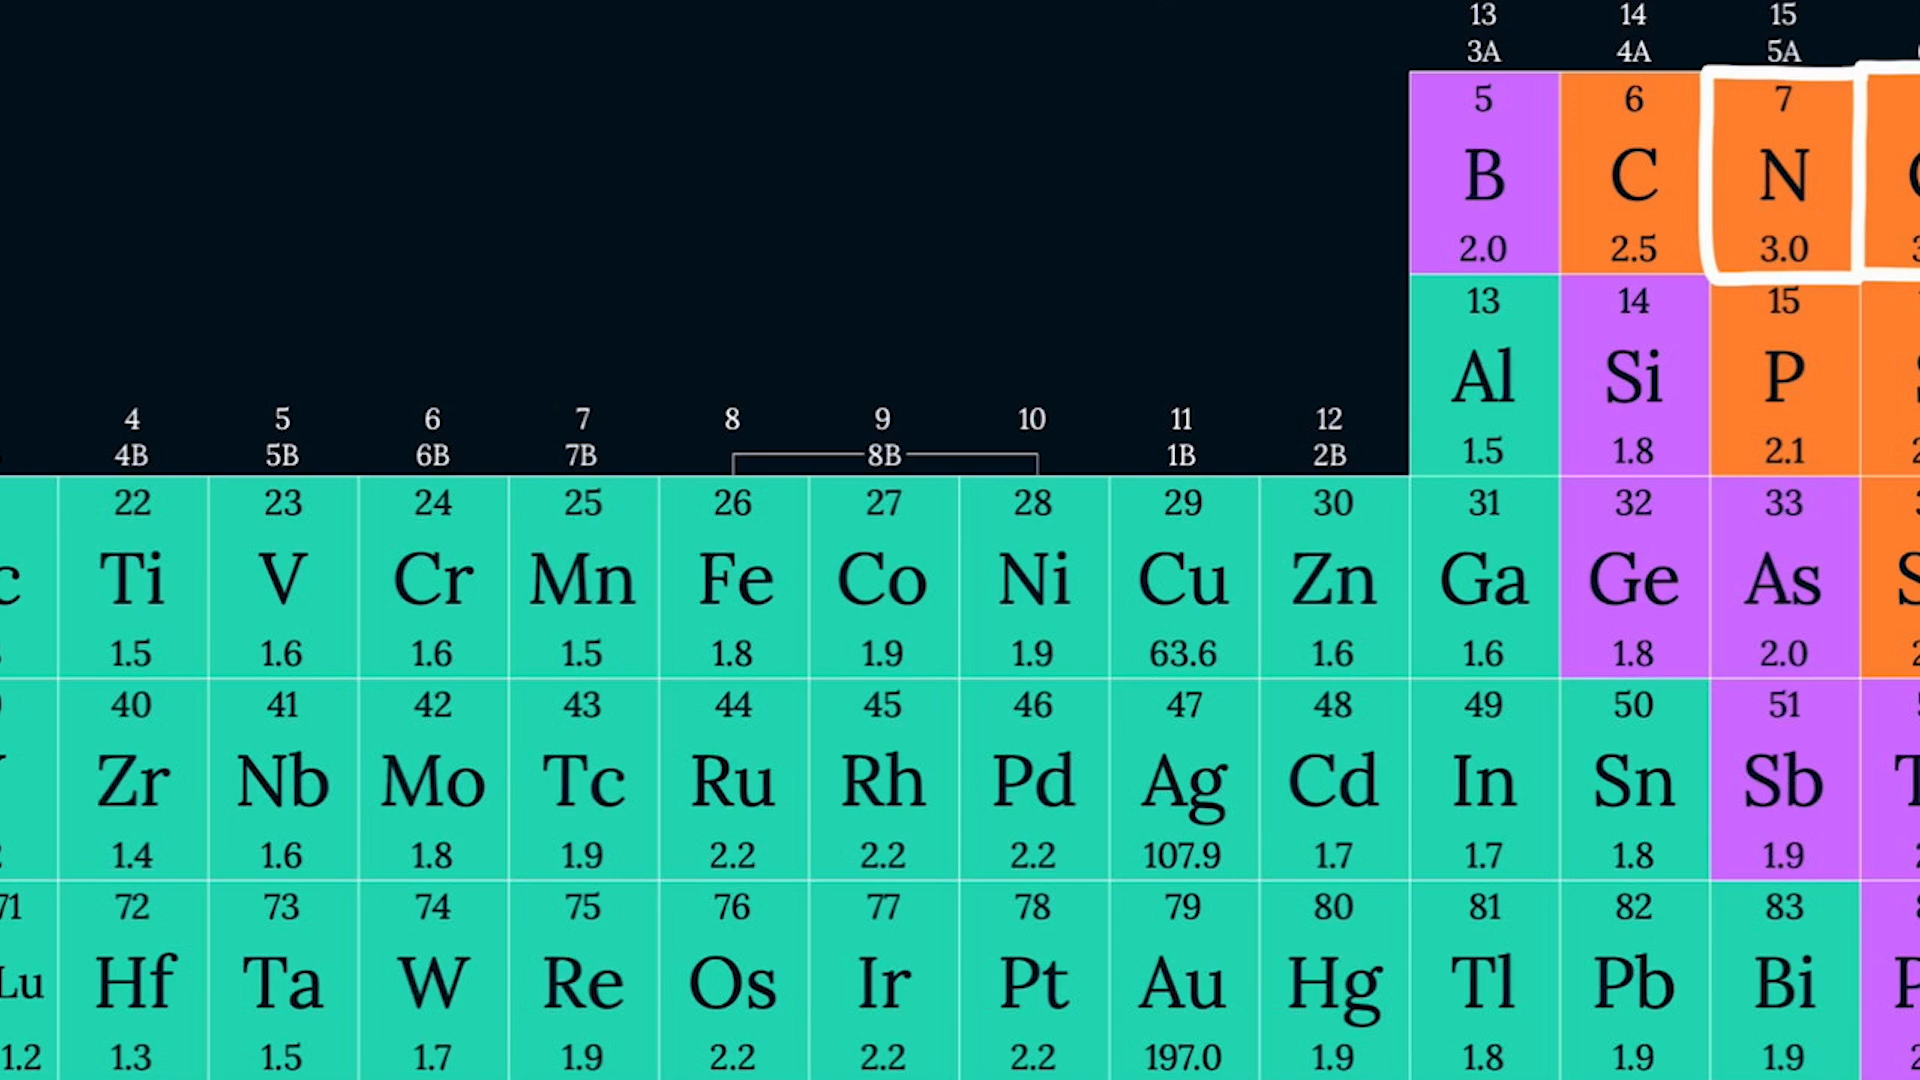 13 14 15
3A 4A 5A
5 6 7
B C N
2.0 2.5 3.0
13 14 15
Al Si P
1.5 1.8 2.1
4 5 6 7 8 9 10 11 12
4B 5B 6B 7B 8B 1B 2B
22 23 24 25 26 27 28 29 30 31 32 33
Ti V Cr Mn Fe Co Ni Cu Zn Ga Ge As
1.5 1.6 1.6 1.5 1.8 1.9 1.9 63.6 1.6 1.6 1.8 2.0
40 41 42 43 44 45 46 47 48 49 50 51
Zr Nb Mo Tc Ru Rh Pd Ag Cd In Sn Sb
1.4 1.6 1.8 1.9 2.2 2.2 2.2 107.9 1.7 1.7 1.8 1.9
71 72 73 74 75 76 77 78 79 80 81 82 83
Lu Hf Ta W Re Os Ir Pt Au Hg Tl Pb Bi
1.2 1.3 1.5 1.7 1.9 2.2 2.2 2.2 197.0 1.9 1.8 1.9 1.9